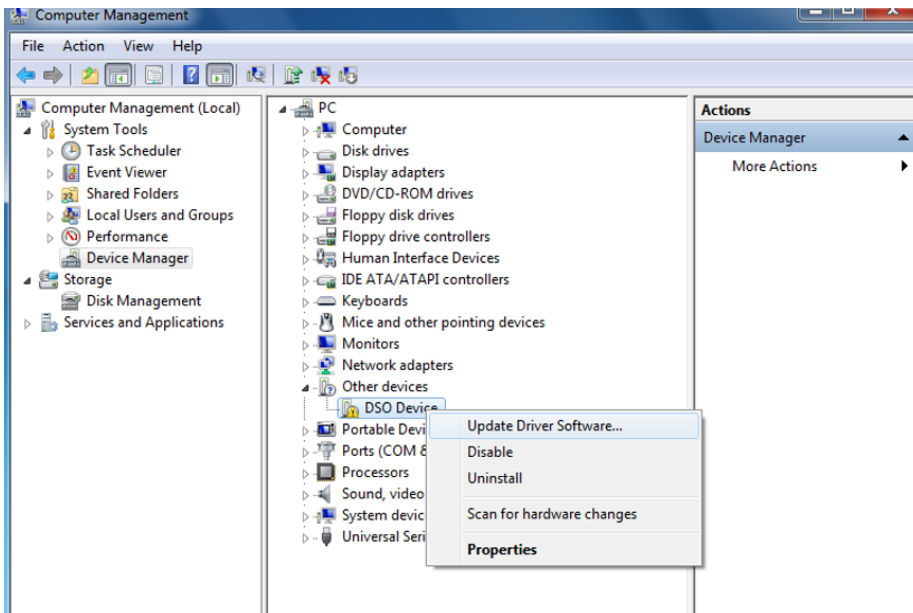 Computer Management
File Action View Help
Computer Management (Local)
System Tools
Task Scheduler
Event Viewer
Shared Folders
Local Users and Groups
Performance
Device Manager
Storage
Disk Management
Services and Applications
PC
Computer
Disk drives
Display adapters
DVD/CD-ROM drives
Floppy disk drives
Floppy drive controllers
Human Interface Devices
IDE ATA/ATAPI controllers
Keyboards
Mice and other pointing devices
Monitors
Network adapters
Other devices
DSO Device
Portable Devi
Ports (COM &
Processors
Sound, video
System devic
Universal Seri
Update Driver Software...
Disable
Uninstall
Scan for hardware changes
Properties
Actions
Device Manager
More Actions